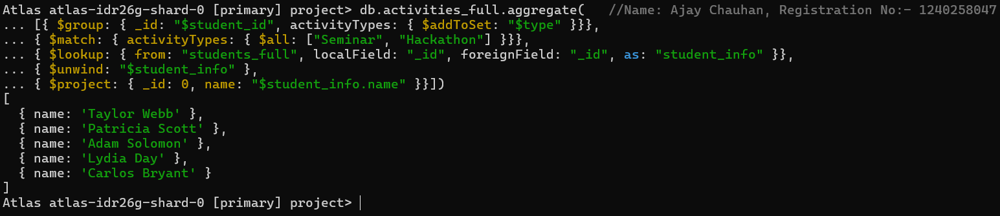 Atlas atlas-idr26g-shard-0 [primary] project> db.activities_full.aggregate(   //Name: Ajay Chauhan, Registration No:- 1240258047
... [{ $group: { _id: "$student_id", activityTypes: { $addToSet: "$type" }}},
... { $match: { activityTypes: { $all: ["Seminar", "Hackathon"] }}},
... { $lookup: { from: "students_full", localField: "_id", foreignField: "_id", as: "student_info" }},
... { $unwind: "$student_info" },
... { $project: { _id: 0, name: "$student_info.name" }}])
[
  { name: 'Taylor Webb' },
  { name: 'Patricia Scott' },
  { name: 'Adam Solomon' },
  { name: 'Lydia Day' },
  { name: 'Carlos Bryant' }
]
Atlas atlas-idr26g-shard-0 [primary] project>